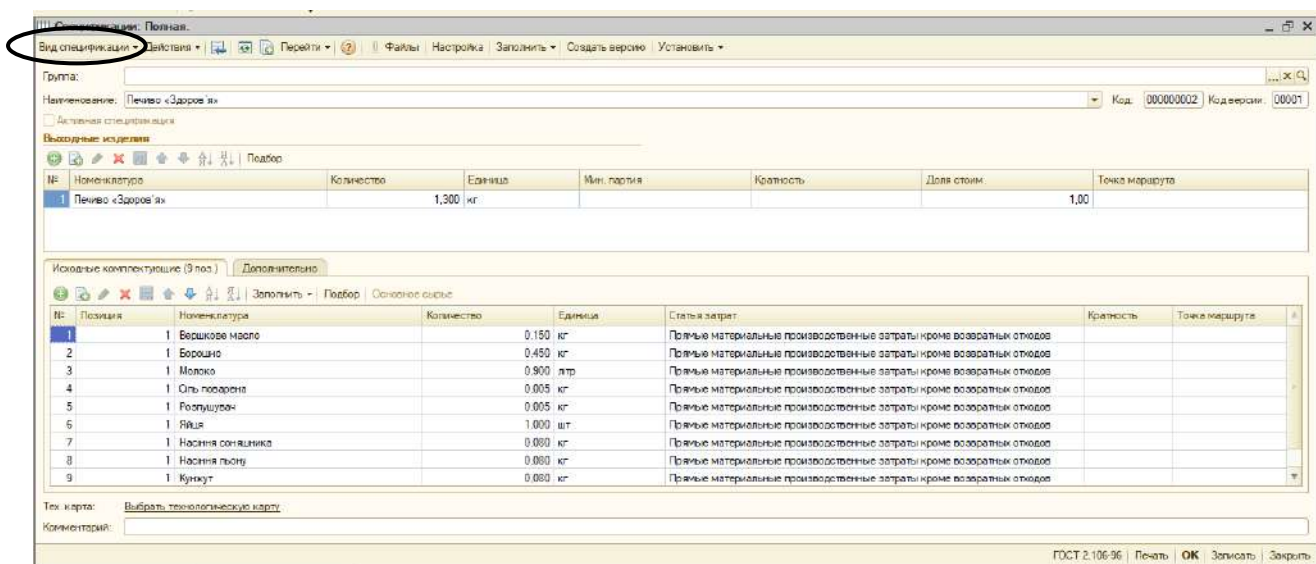 Спецификации: Полная.
Вид спецификации Действия Перейти Файлы Настройка Заполнить Создать версию Установить
Группа:
Наименование: Печиво «Здоров'я» Код: 000000002 Код версии: 00001
Активная спецификация
Выходные изделия
Подбор
№ Номенклатура Количество Единица Мин. партия Кратность Доля стоим. Точка маршрута
1 Печиво «Здоров'я» 1,300 кг 1,00
Исходные комплектующие (9 поз.) Дополнительно
Заполнить Подбор Основное сырье
№ Позиция Номенклатура Количество Единица Статья затрат Кратность Точка маршрута
1 1 Вершкове масло 0.150 кг Прямые материальные производственные затраты кроме возвратных отходов
2 1 Борошно 0.450 кг Прямые материальные производственные затраты кроме возвратных отходов
3 1 Молоко 0.900 лтр Прямые материальные производственные затраты кроме возвратных отходов
4 1 Сіль поварена 0.005 кг Прямые материальные производственные затраты кроме возвратных отходов
5 1 Розпушувач 0.005 кг Прямые материальные производственные затраты кроме возвратных отходов
6 1 Яйця 1.000 шт Прямые материальные производственные затраты кроме возвратных отходов
7 1 Насіння соняшника 0.080 кг Прямые материальные производственные затраты кроме возвратных отходов
8 1 Насіння льону 0.080 кг Прямые материальные производственные затраты кроме возвратных отходов
9 1 Кунжут 0.080 кг Прямые материальные производственные затраты кроме возвратных отходов
Тех. карта: Выбрать технологическую карту
Комментарий:
ГОСТ 2.106-96 Печать ОК Записать Закрыть